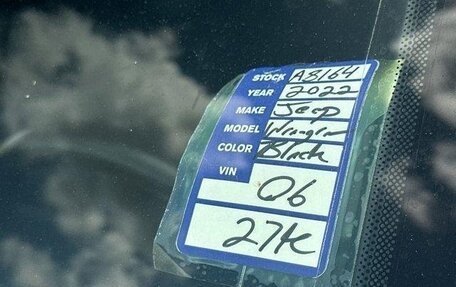 STOCK A8164
YEAR 2022
MAKE Jeep
MODEL Wrangler
COLOR Black
VIN
06
27K